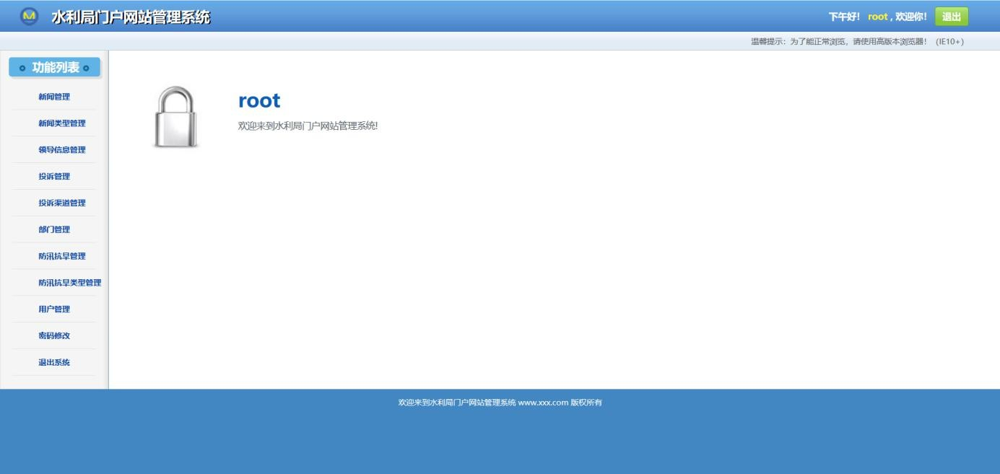 水利局门户网站管理系统
下午好! root , 欢迎你! 退出
温馨提示：为了能正常浏览，请使用高版本浏览器！ (IE10+)
功能列表
新闻管理
新闻类型管理
领导信息管理
投诉管理
投诉渠道管理
部门管理
防汛抗旱管理
防汛抗旱类型管理
用户管理
密码修改
退出系统
root
欢迎来到水利局门户网站管理系统!
欢迎来到水利局门户网站管理系统 www.xxx.com 版权所有